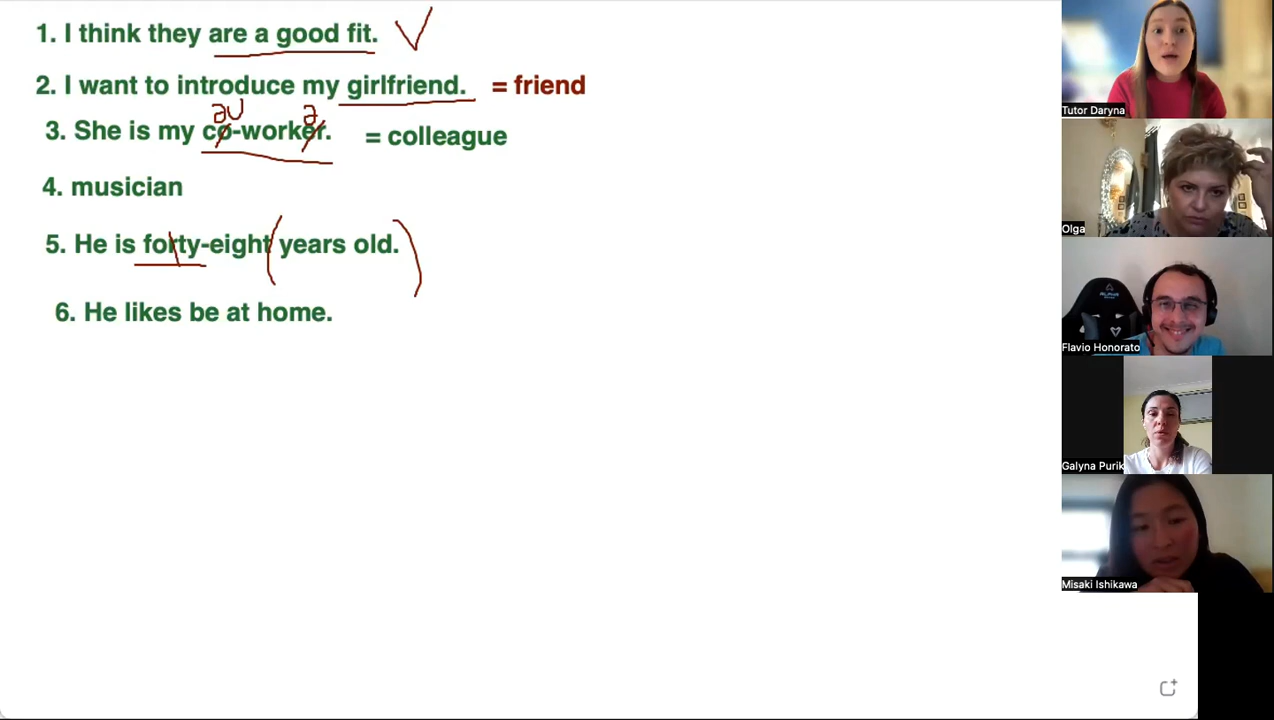 1. I think they are a good fit.
2. I want to introduce my girlfriend. = friend
3. She is my co-worker. = colleague
4. musician
5. He is forty-eight (years old.)
6. He likes be at home.
Tutor Daryna
Olga
Flavio Honorato
Galyna Purik
Misaki Ishikawa